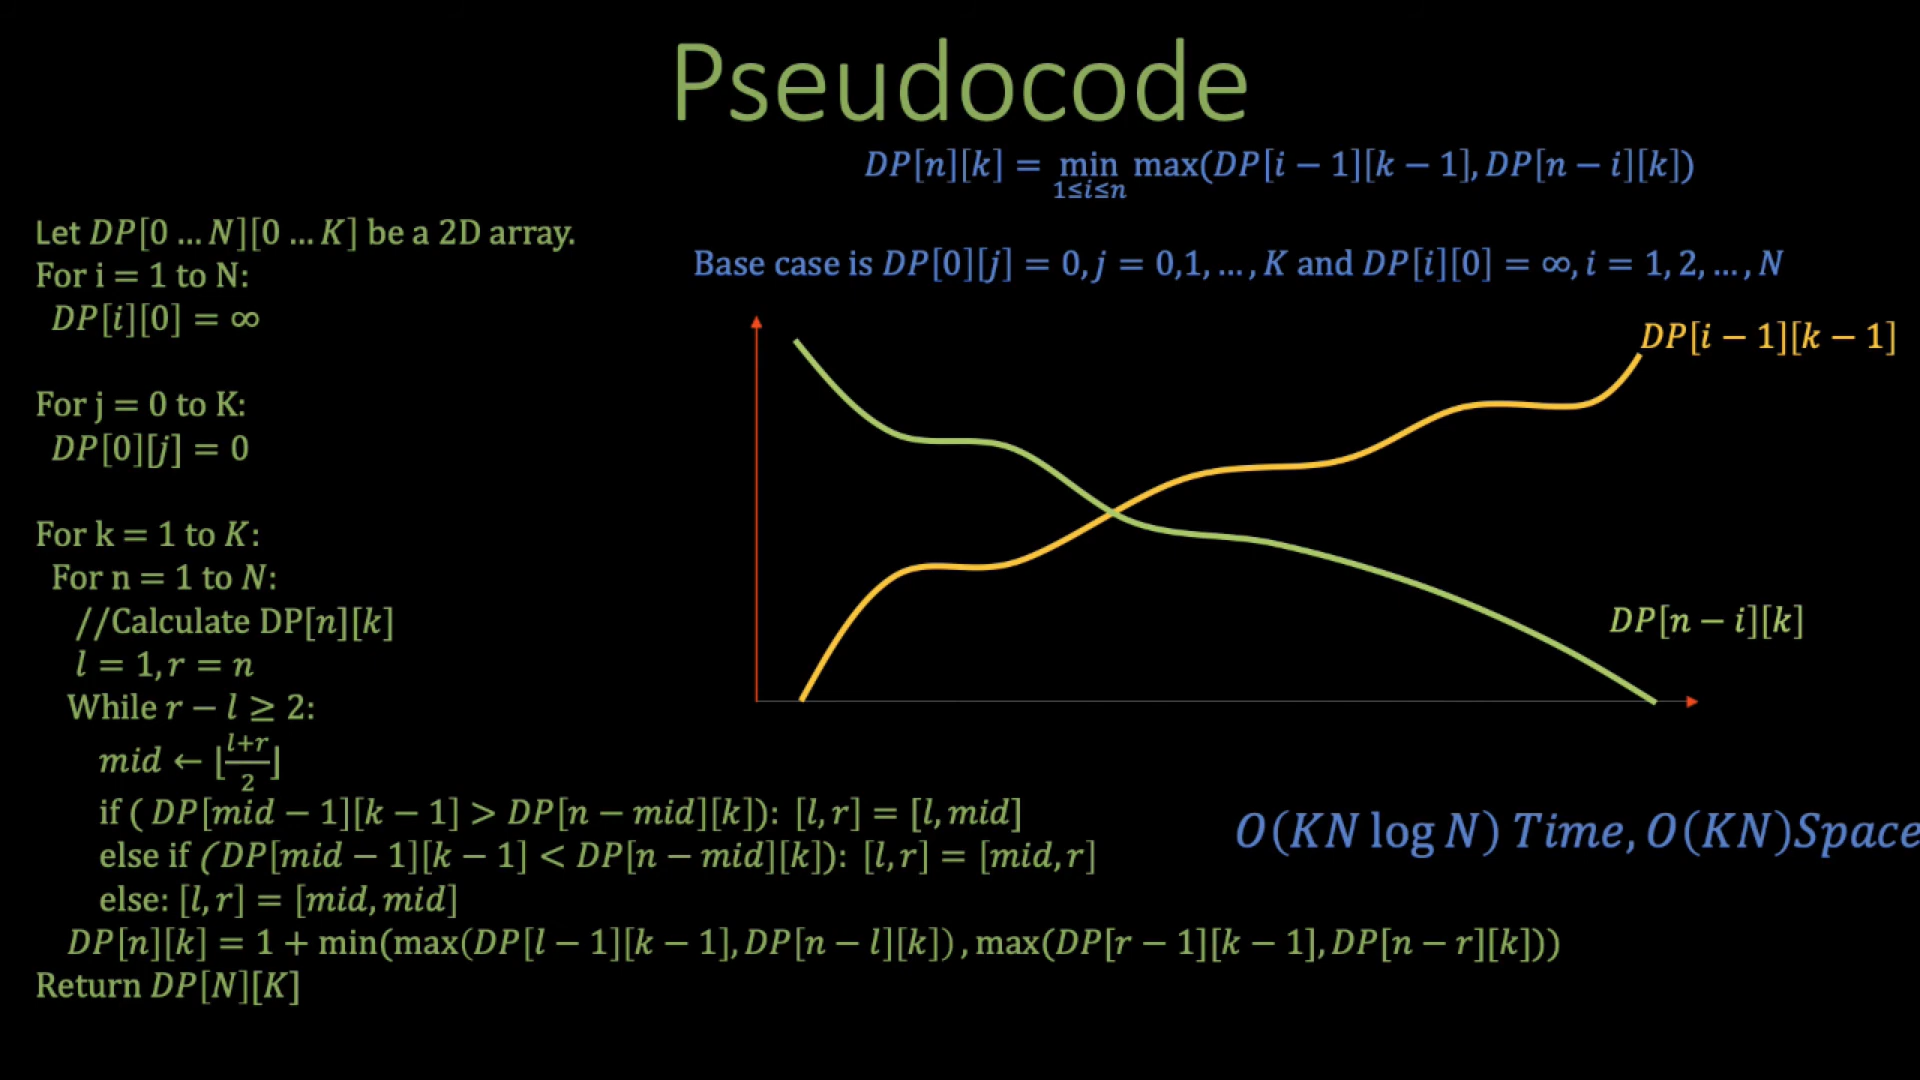 Pseudocode
DP[n][k] = min max(DP[i − 1][k − 1], DP[n − i][k])
1≤i≤n
Let DP[0 … N][0 … K] be a 2D array.
For i = 1 to N:
DP[i][0] = ∞
For j = 0 to K:
DP[0][j] = 0
For k = 1 to K:
For n = 1 to N:
//Calculate DP[n][k]
l = 1, r = n
While r − l ≥ 2:
mid ← ⌊(l+r)/2⌋
if ( DP[mid − 1][k − 1] > DP[n − mid][k]): [l, r] = [l, mid]
else if (DP[mid − 1][k − 1] < DP[n − mid][k]): [l, r] = [mid, r]
else: [l, r] = [mid, mid]
DP[n][k] = 1 + min(max(DP[l − 1][k − 1], DP[n − l][k]) , max(DP[r − 1][k − 1], DP[n − r][k]))
Return DP[N][K]
Base case is DP[0][j] = 0, j = 0,1, … , K and DP[i][0] = ∞, i = 1, 2, … , N
DP[i − 1][k − 1]
DP[n − i][k]
O(KN log N) Time, O(KN)Space